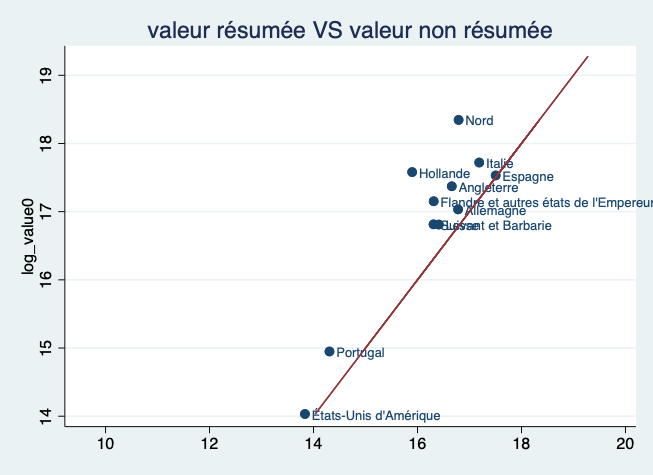 valeur résumée VS valeur non résumée
log_value0
19
18
17
16
15
14
Nord
Italie
Hollande
Espagne
Angleterre
Flandre et autres états de l'Empereur
Allemagne
Suisse
Levant et Barbarie
Portugal
États-Unis d'Amérique
10
12
14
16
18
20